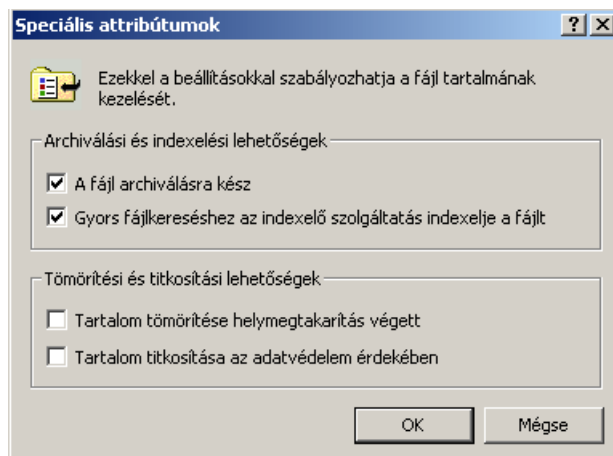 Speciális attribútumok
Ezekkel a beállításokkal szabályozhatja a fájl tartalmának
kezelését.
Archiválási és indexelési lehetőségek
A fájl archiválásra kész
Gyors fájlkereséshez az indexelő szolgáltatás indexelje a fájlt
Tömörítési és titkosítási lehetőségek
Tartalom tömörítése helymegtakarítás végett
Tartalom titkosítása az adatvédelem érdekében
OK Mégse